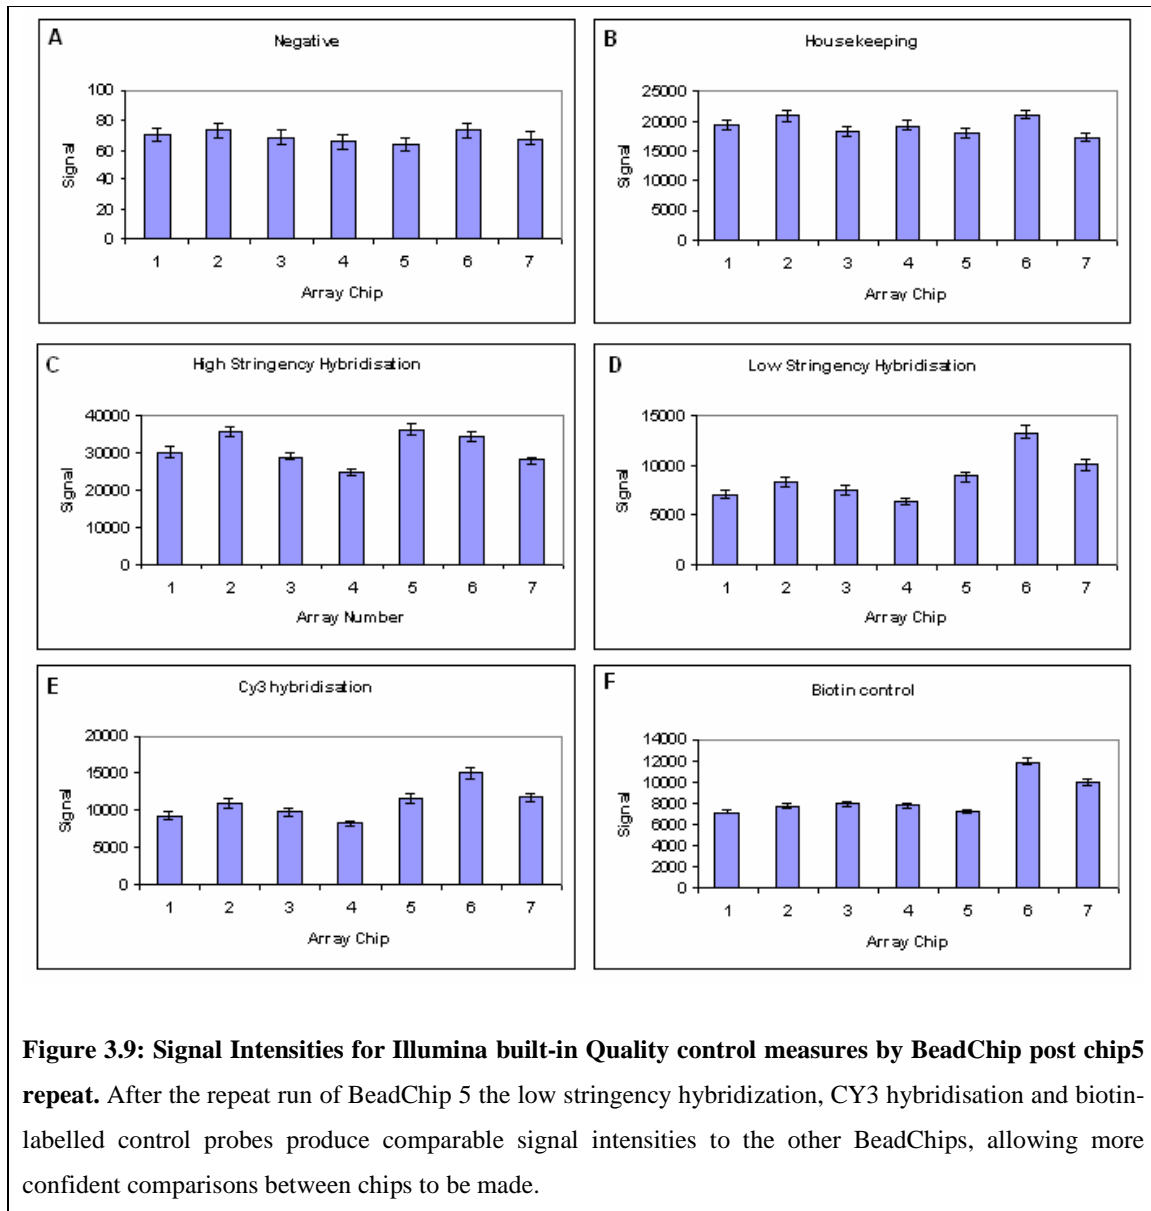 A
Negative
100
80
60
40
20
0
Signal
1 2 3 4 5 6 7
Array Chip
B
Housekeeping
25000
20000
15000
10000
5000
0
Signal
1 2 3 4 5 6 7
Array Chip
C
High Stringency Hybridisation
40000
30000
20000
10000
0
Signal
1 2 3 4 5 6 7
Array Number
D
Low Stringency Hybridisation
15000
10000
5000
0
Signal
1 2 3 4 5 6 7
Array Chip
E
Cy3 hybridisation
20000
15000
10000
5000
0
Signal
1 2 3 4 5 6 7
Array Chip
F
Biotin control
14000
12000
10000
8000
6000
4000
2000
0
Signal
1 2 3 4 5 6 7
Array Chip
Figure 3.9: Signal Intensities for Illumina built-in Quality control measures by BeadChip post chip5
repeat. After the repeat run of BeadChip 5 the low stringency hybridization, CY3 hybridisation and biotin-
labelled control probes produce comparable signal intensities to the other BeadChips, allowing more
confident comparisons between chips to be made.